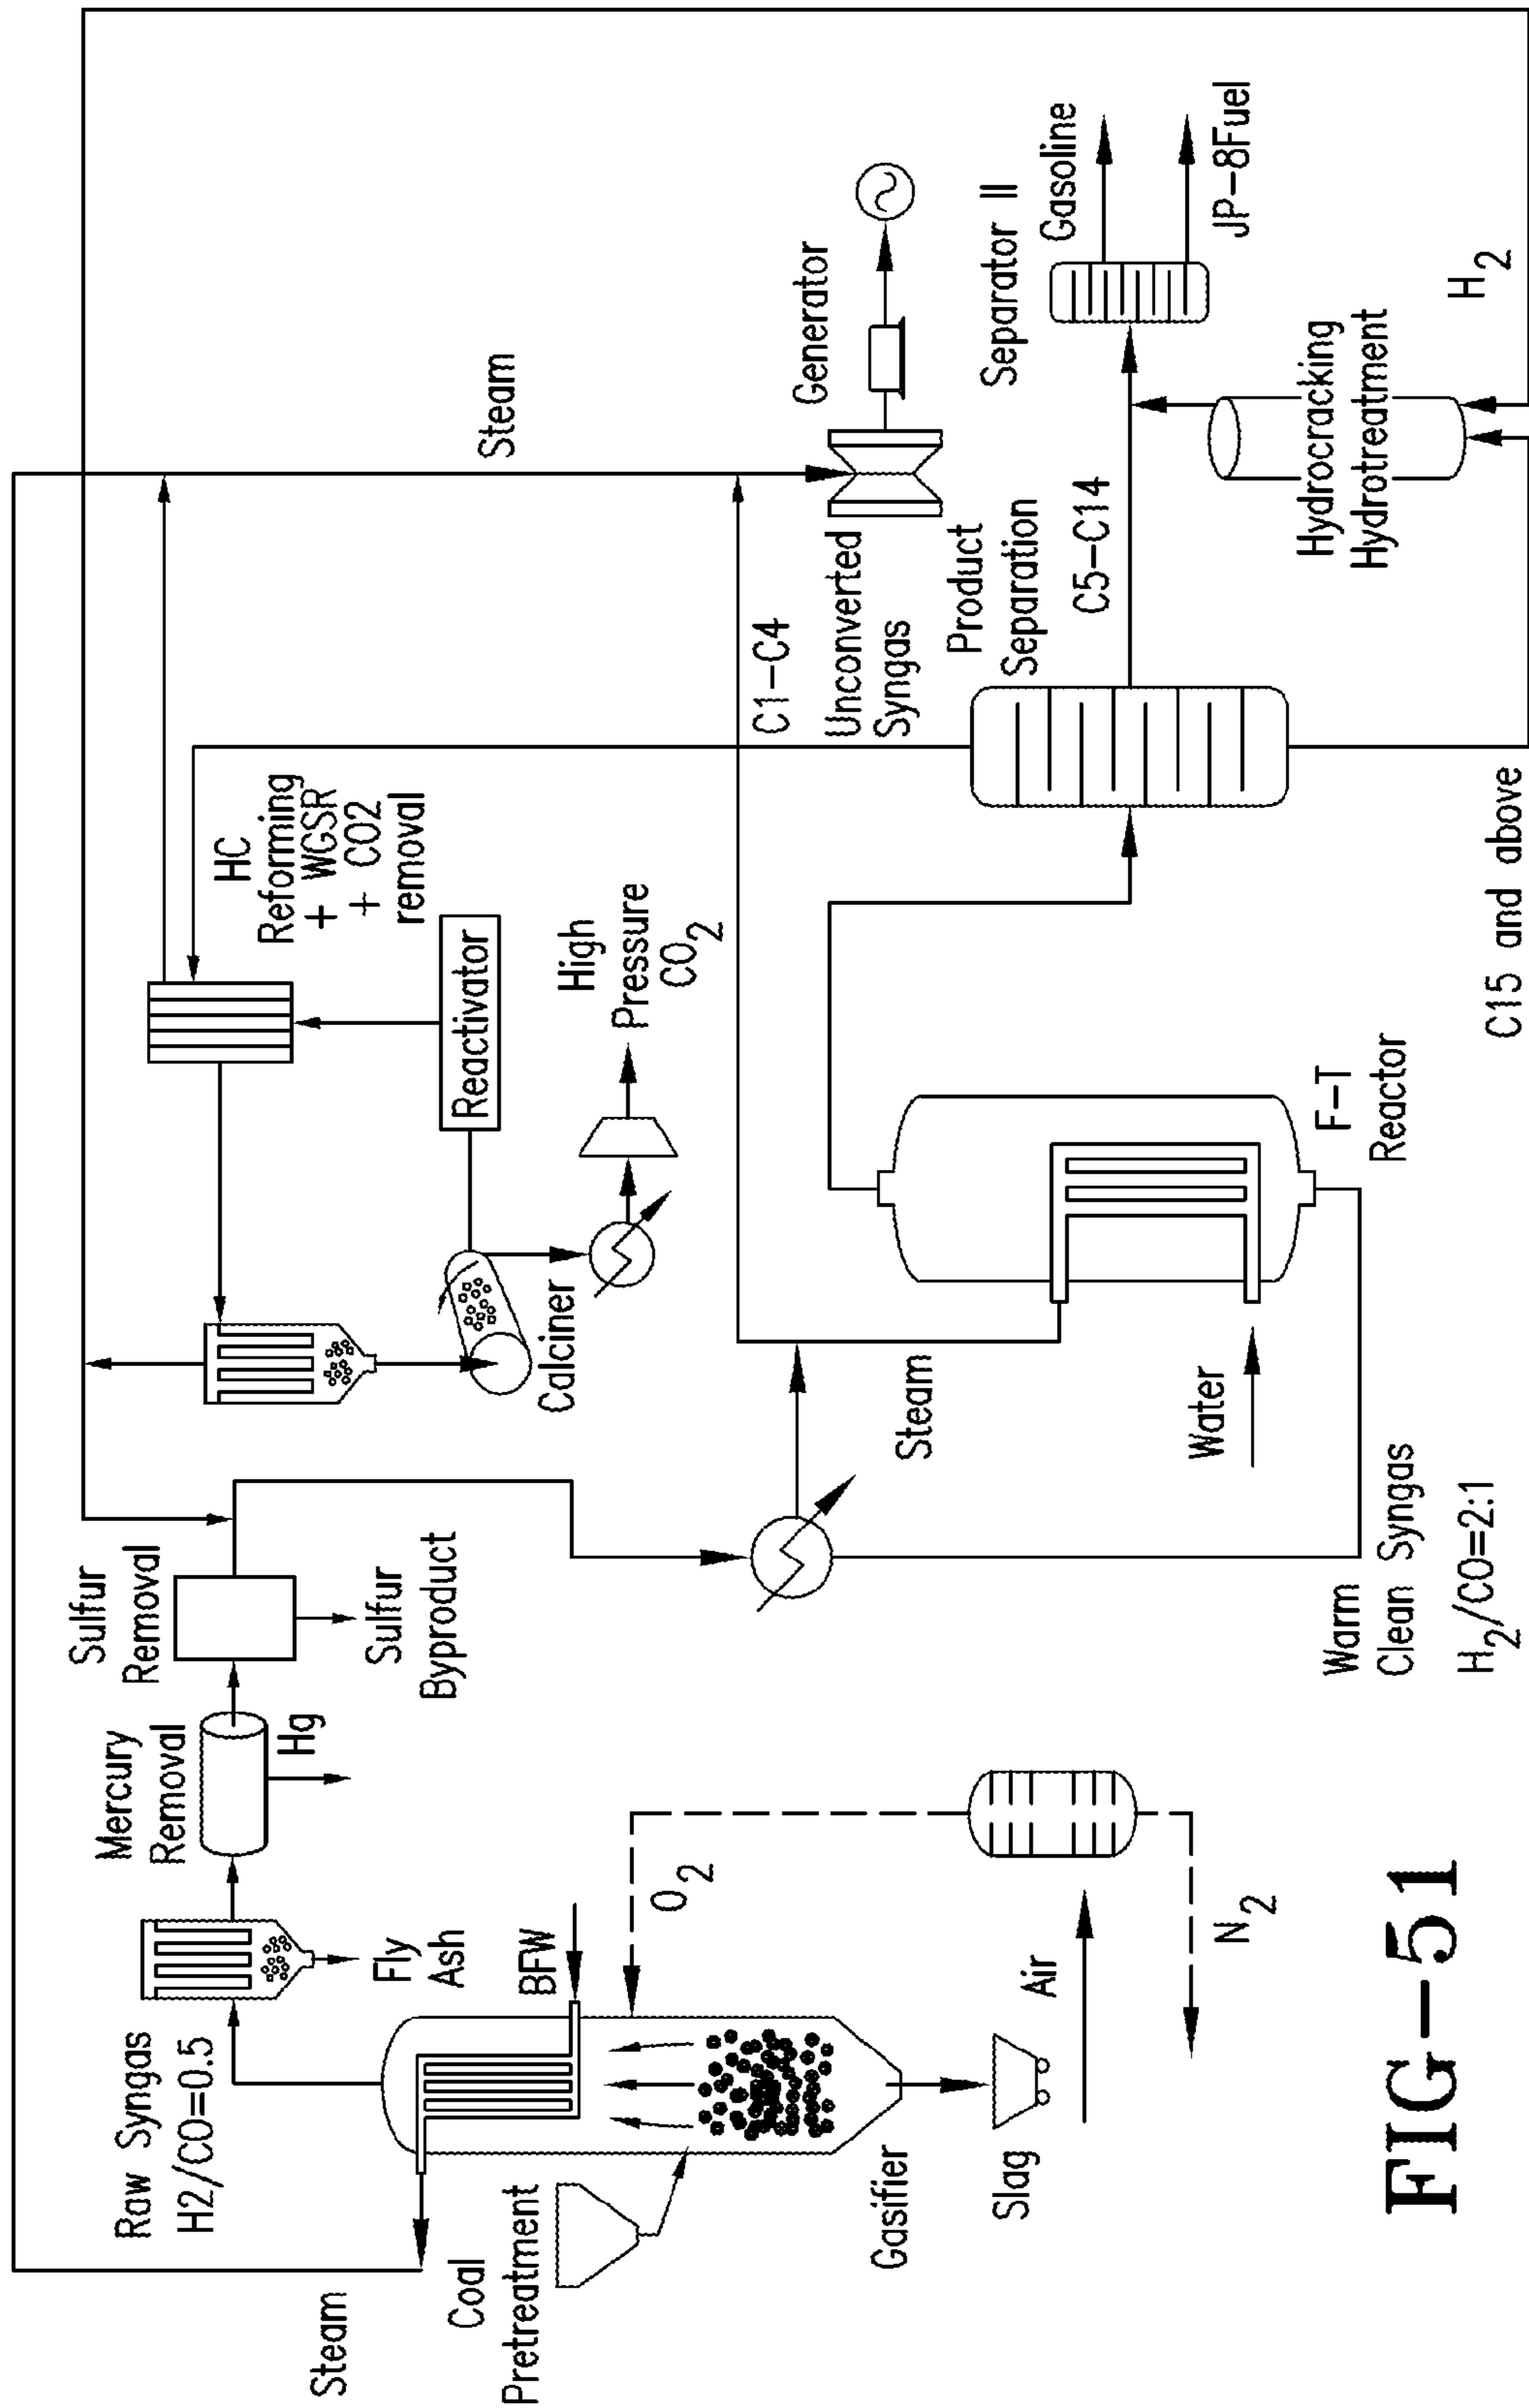 Steam
Raw Syngas
H2/CO=0.5
Fly
Ash
Mercury
Removal
Hg
Sulfur
Removal
Sulfur
Byproduct
HC
Reforming
+ WGSR
+ CO2
removal
Reactivator
Calciner
High
Pressure
CO2
Steam
Coal
Pretreatment
BFW
Gasifier
Slag
O2
Air
N2
Steam
Water
Warm
Clean Syngas
H2/CO=2:1
F-T
Reactor
C1-C4
Unconverted
Syngas
Generator
Product
Separation
C5-C14
C15 and above
Separator II
Gasoline
JP-8Fuel
Hydrocracking
Hydrotreatment
H2
FIG-51